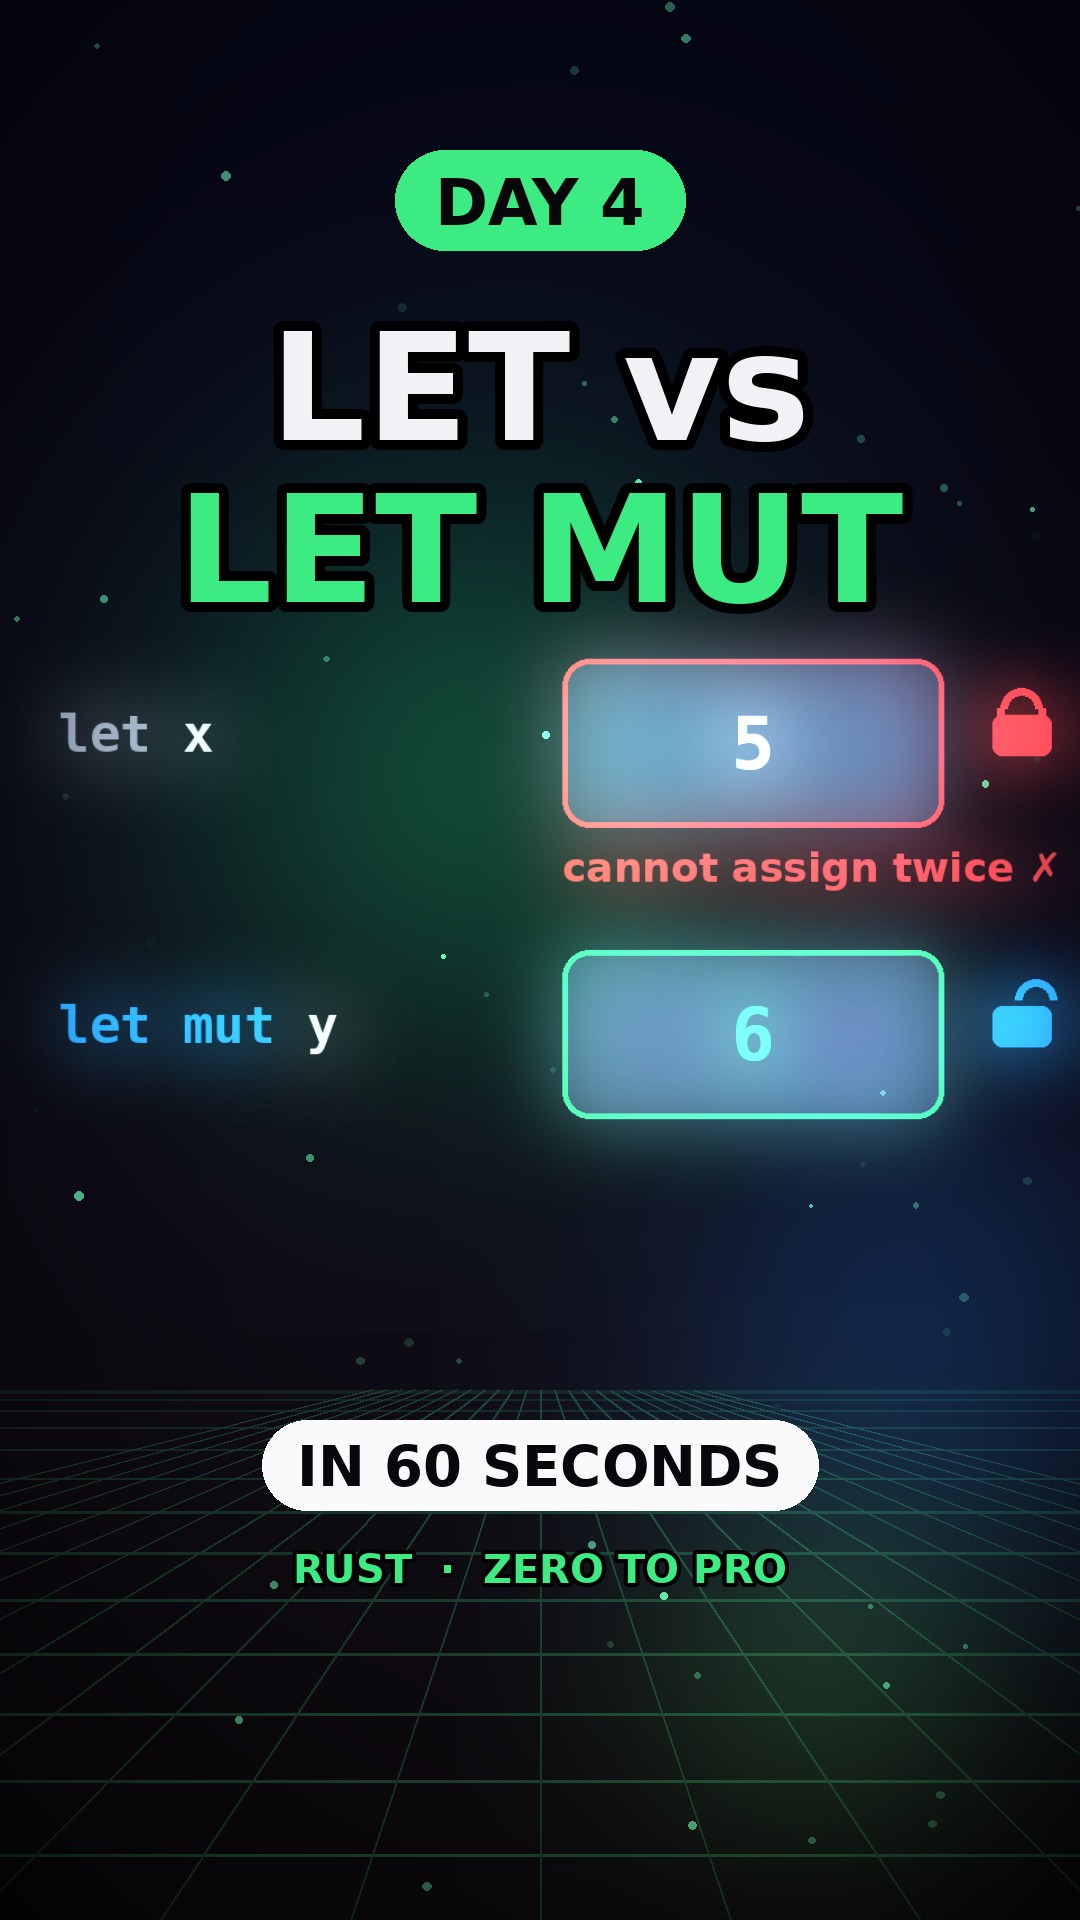 DAY 4
LET vs
LET MUT
let x
5
cannot assign twice ✗
let mut y
6
IN 60 SECONDS
RUST · ZERO TO PRO